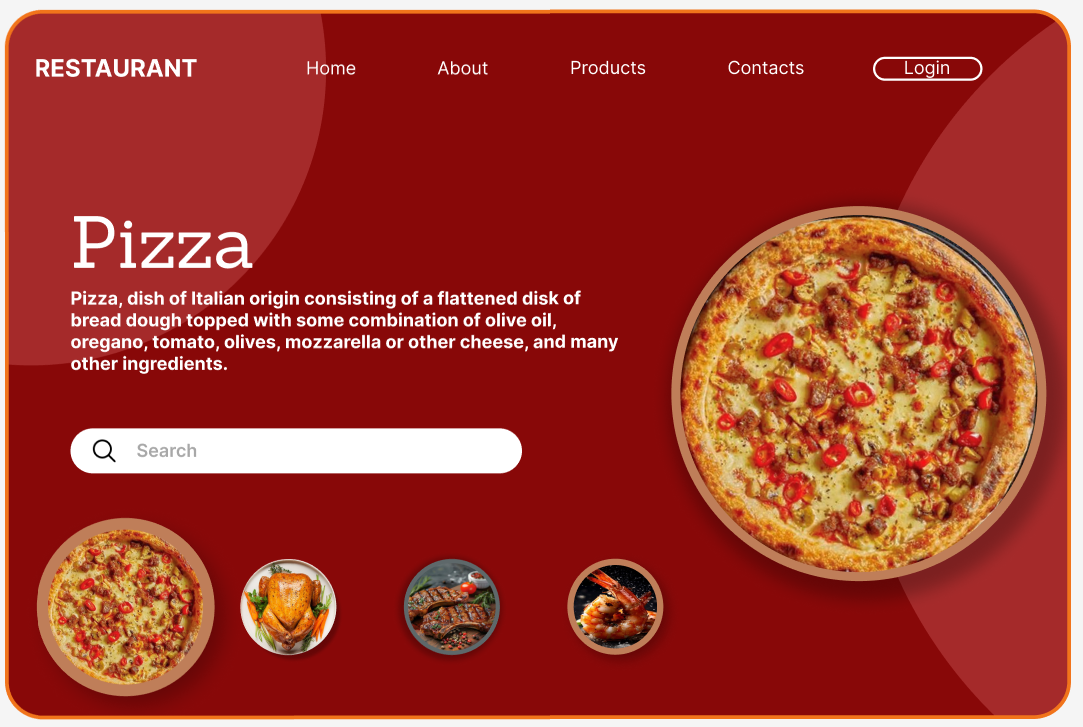 RESTAURANT
Home
About
Products
Contacts
Login
Pizza
Pizza, dish of Italian origin consisting of a flattened disk of
bread dough topped with some combination of olive oil,
oregano, tomato, olives, mozzarella or other cheese, and many
other ingredients.
Search